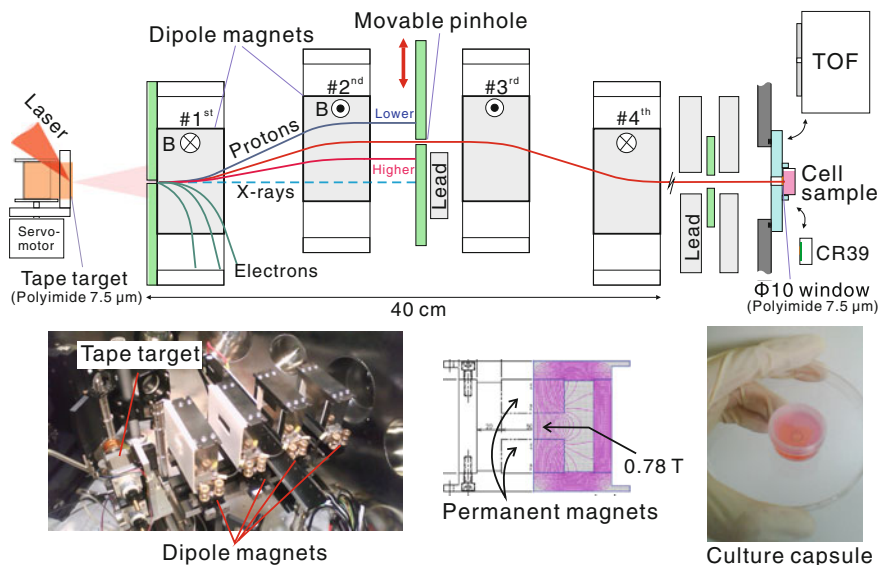 Movable pinhole
Dipole magnets
TOF
Laser
#1st
B
#2nd
B
#3rd
#4th
Lower
Protons
Higher
X-rays
Lead
Electrons
Servo-
motor
Tape target
(Polyimide 7.5 µm)
40 cm
Lead
Cell
sample
CR39
Φ10 window
(Polyimide 7.5 µm)
Tape target
Dipole magnets
0.78 T
Permanent magnets
Culture capsule